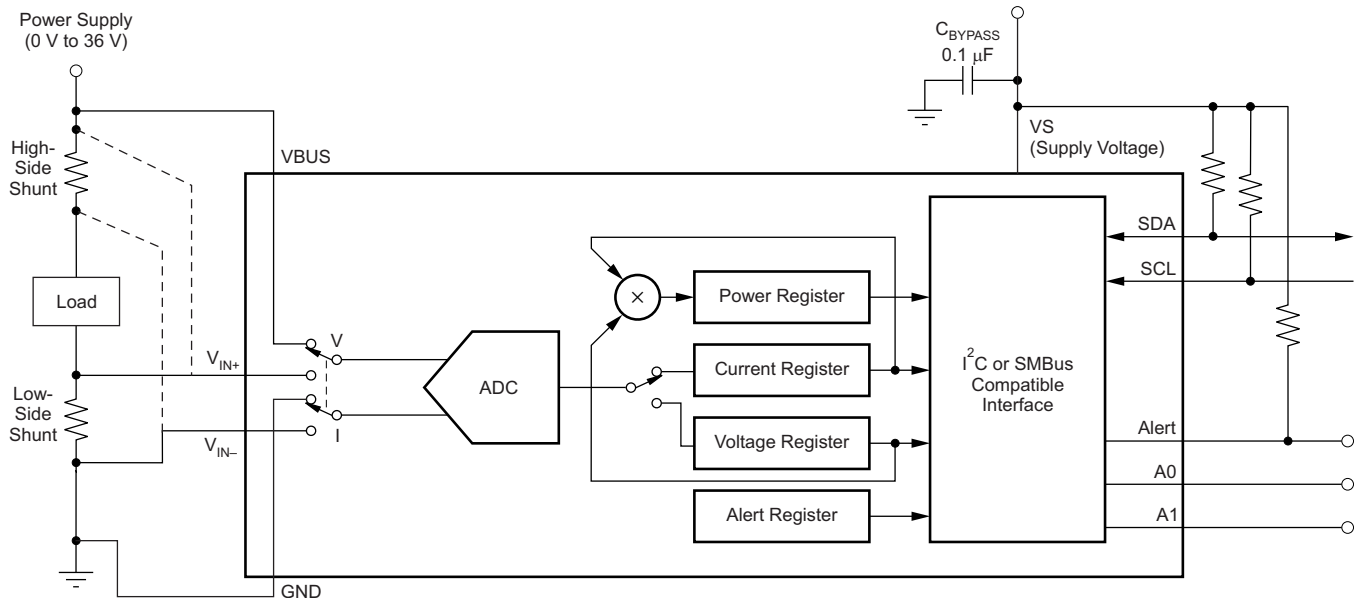 Power Supply
(0 V to 36 V)
C_BYPASS
0.1 μF
VS
(Supply Voltage)
High-
Side
Shunt
VBUS
SDA
SCL
Load
×
Power Register
V
V_IN+
ADC
Current Register
I²C or SMBus
Compatible
Interface
Low-
Side
Shunt
V_IN–
I
Voltage Register
Alert
A0
Alert Register
A1
GND